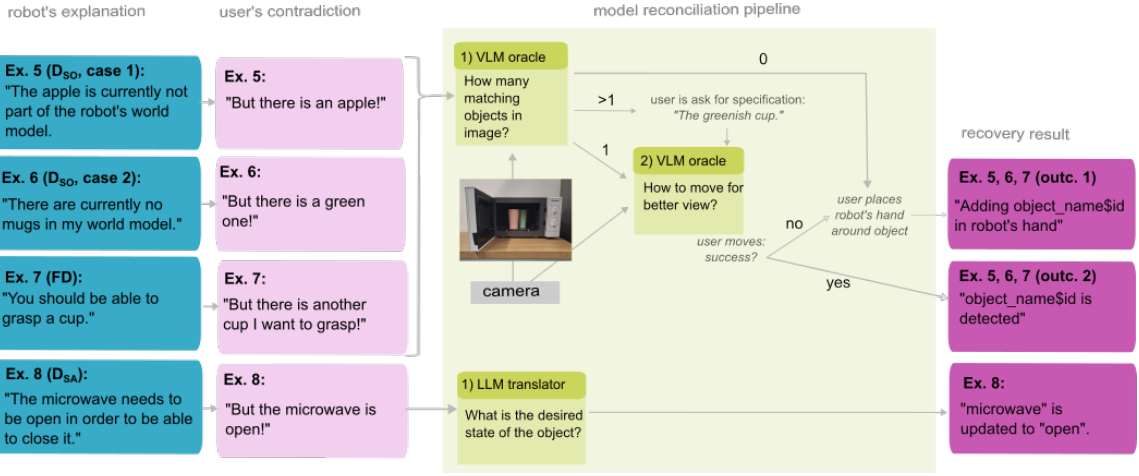 robot's explanation
user's contradiction
model reconciliation pipeline
Ex. 5 (DSO, case 1):
"The apple is currently not
part of the robot's world
model.
Ex. 5:
"But there is an apple!"
Ex. 6 (DSO, case 2):
"There are currently no
mugs in my world model."
Ex. 6:
"But there is a green
one!"
Ex. 7 (FD):
"You should be able to
grasp a cup."
Ex. 7:
"But there is another
cup I want to grasp!"
Ex. 8 (DSA):
"The microwave needs to
be open in order to be able
to close it."
Ex. 8:
"But the microwave is
open!"
1) VLM oracle
How many
matching
objects in
image?
0
>1
1
user is ask for specification:
"The greenish cup."
2) VLM oracle
How to move for
better view?
camera
user moves:
success?
no
yes
user places
robot's hand
around object
1) LLM translator
What is the desired
state of the object?
recovery result
Ex. 5, 6, 7 (outc. 1)
"Adding object_name$id
in robot's hand"
Ex. 5, 6, 7 (outc. 2)
"object_name$id is
detected"
Ex. 8:
"microwave" is
updated to "open".